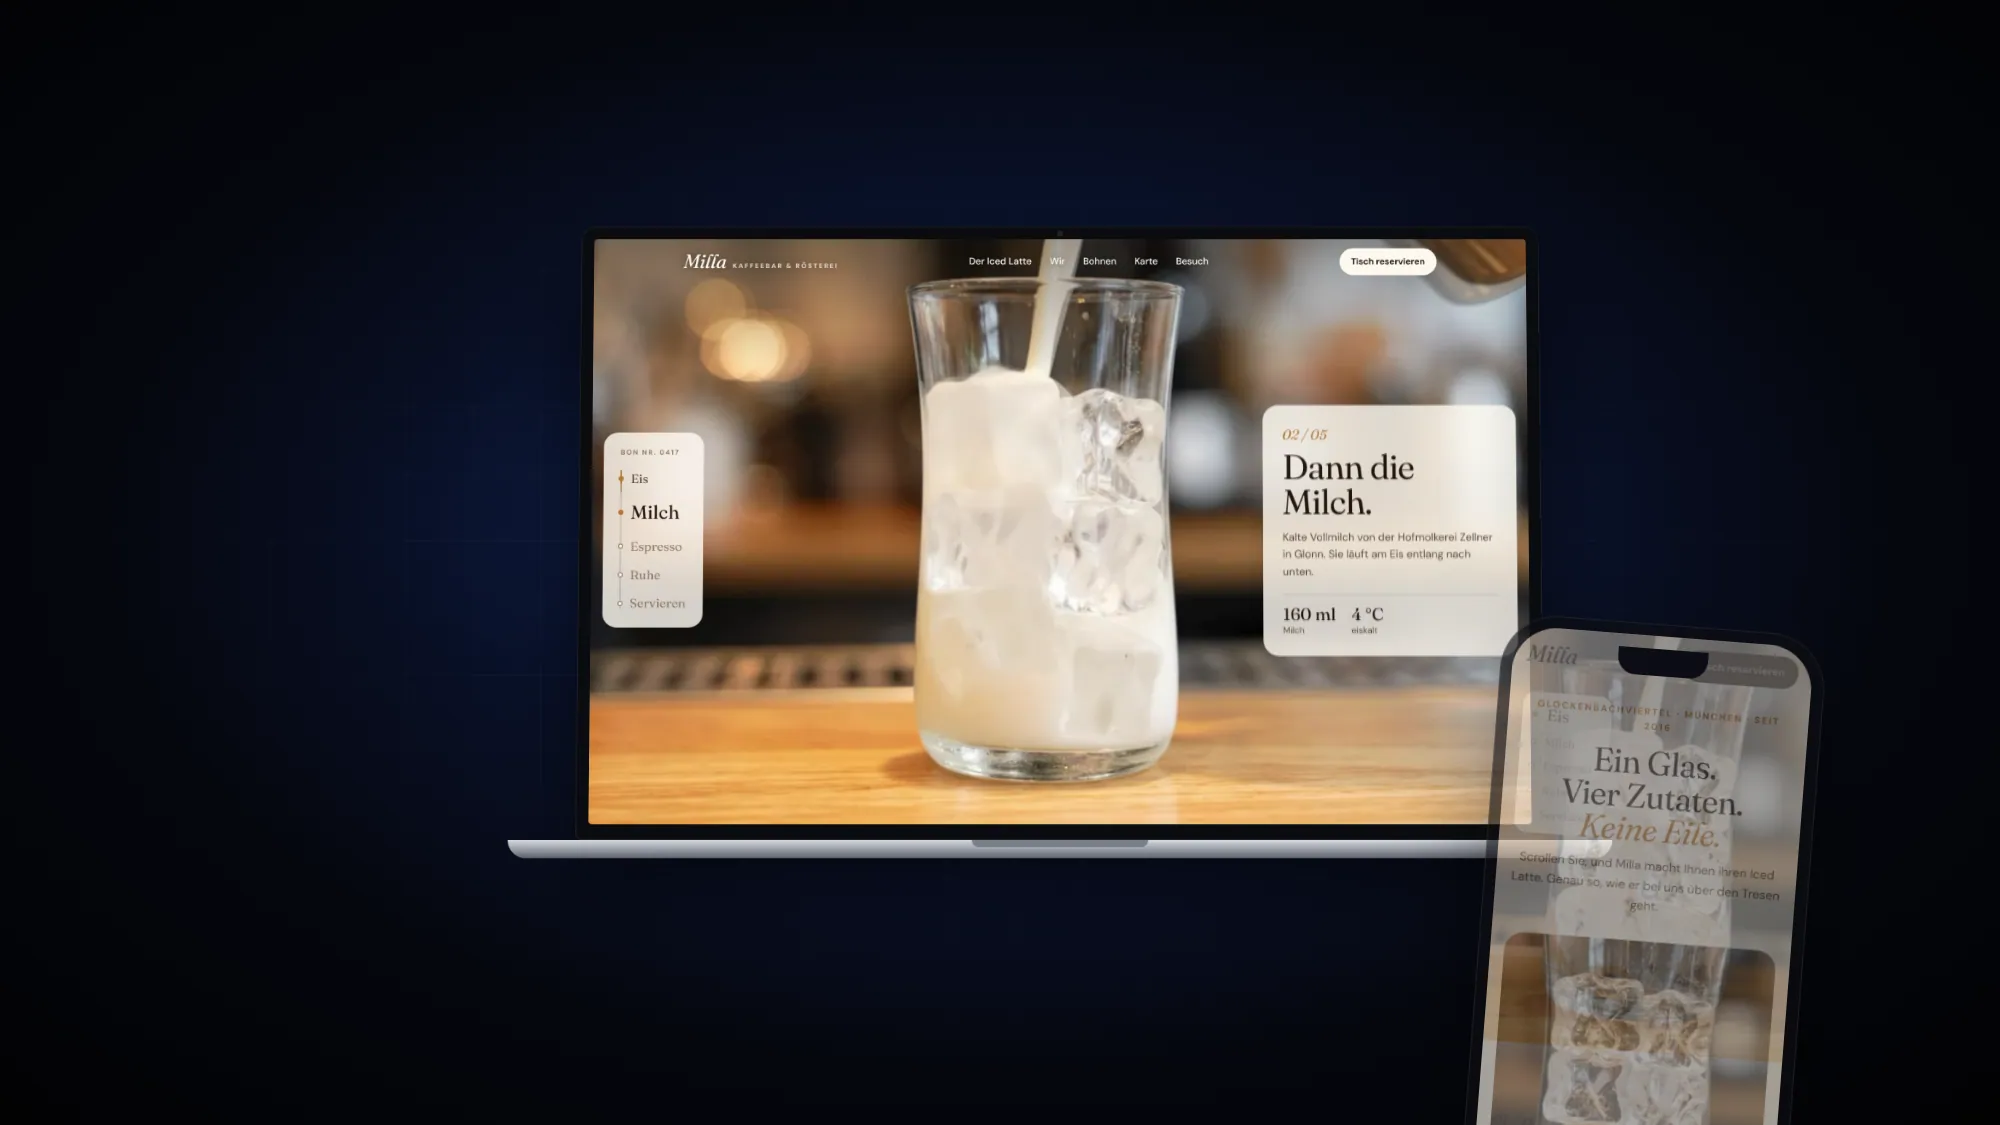 Milla KAFFEEBAR & RÖSTEREI
Der Iced Latte Wir Bohnen Karte Besuch
Tisch reservieren
BON NR. 0417
Eis
Milch
Espresso
Ruhe
Servieren
02/05
Dann die
Milch.
Kalte Vollmilch von der Hofmolkerei Zellner
in Glonn. Sie läuft am Eis entlang nach
unten.
160 ml 4 °C
Milch eiskalt
Milla
reservieren
GLOCKENBACHVIERTEL · MÜNCHEN · SEIT
2016
Eis
Ein Glas.
Vier Zutaten.
Keine Eile.
Scrollen Sie, und Milla macht Ihnen Ihren Iced
Latte. Genau so, wie er bei uns über den Tresen
geht.